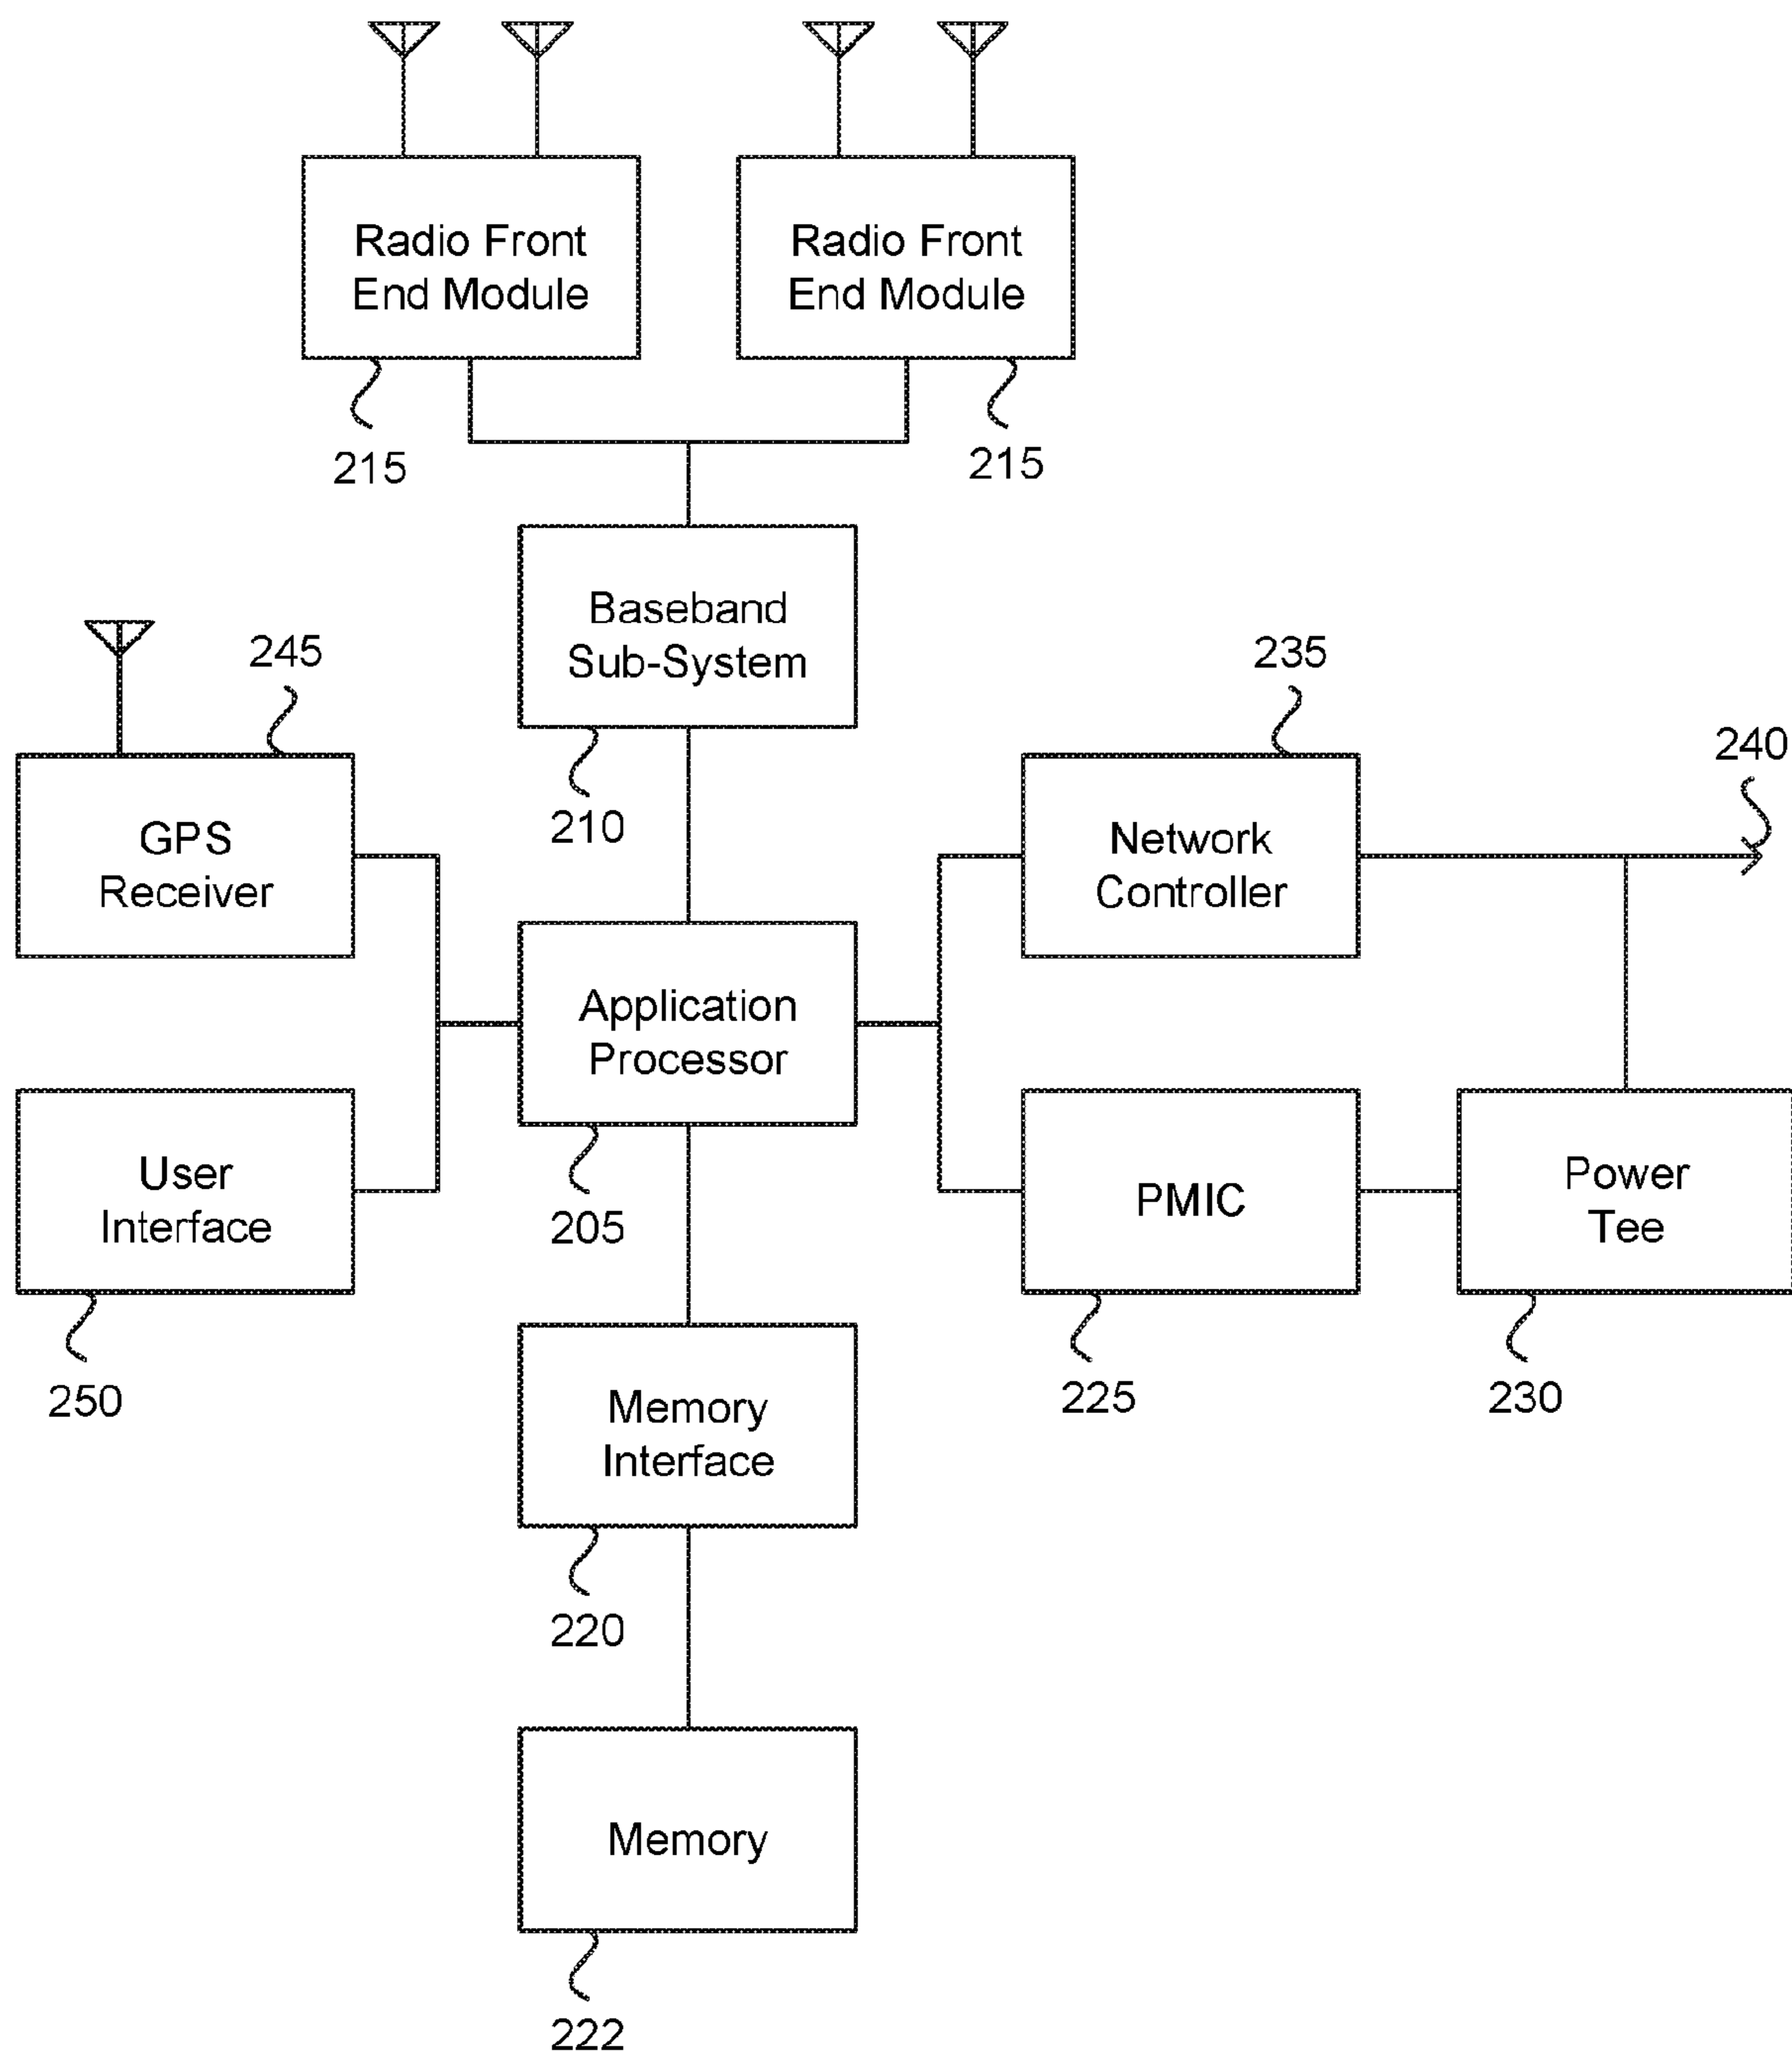 Radio Front
End Module
Radio Front
End Module
215
215
Baseband
Sub-System
210
245
GPS
Receiver
235
Network
Controller
240
Application
Processor
205
User
Interface
250
PMIC
225
Power
Tee
230
Memory
Interface
220
Memory
222